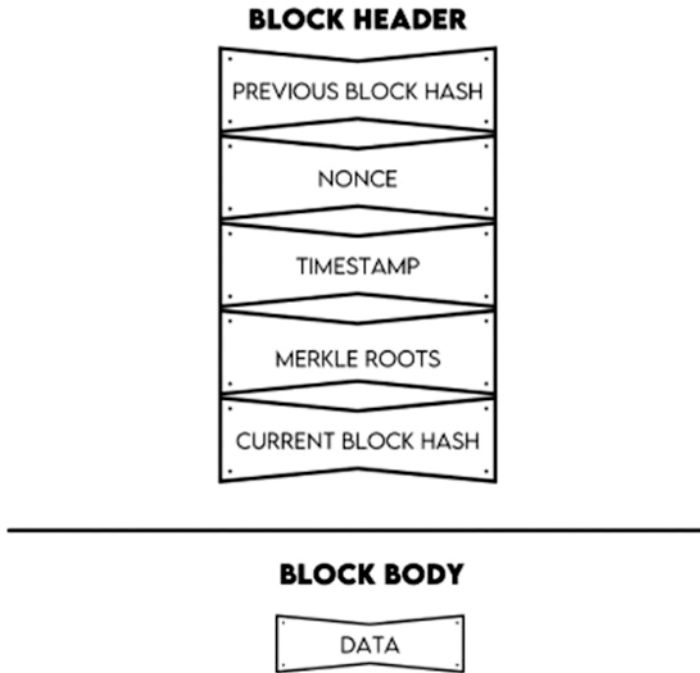 BLOCK HEADER
PREVIOUS BLOCK HASH
NONCE
TIMESTAMP
MERKLE ROOTS
CURRENT BLOCK HASH
BLOCK BODY
DATA